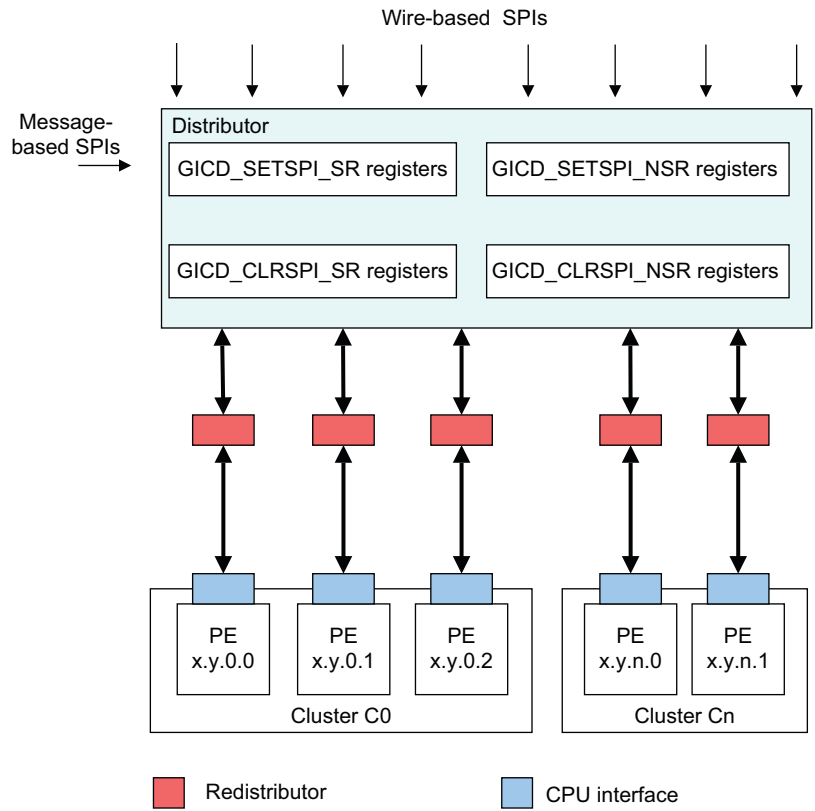 Wire-based SPIs
Message-
based SPIs
Distributor
GICD_SETSPI_SR registers
GICD_SETSPI_NSR registers
GICD_CLRSPI_SR registers
GICD_CLRSPI_NSR registers
PE
x.y.0.0
PE
x.y.0.1
PE
x.y.0.2
PE
x.y.n.0
PE
x.y.n.1
Cluster C0
Cluster Cn
Redistributor
CPU interface